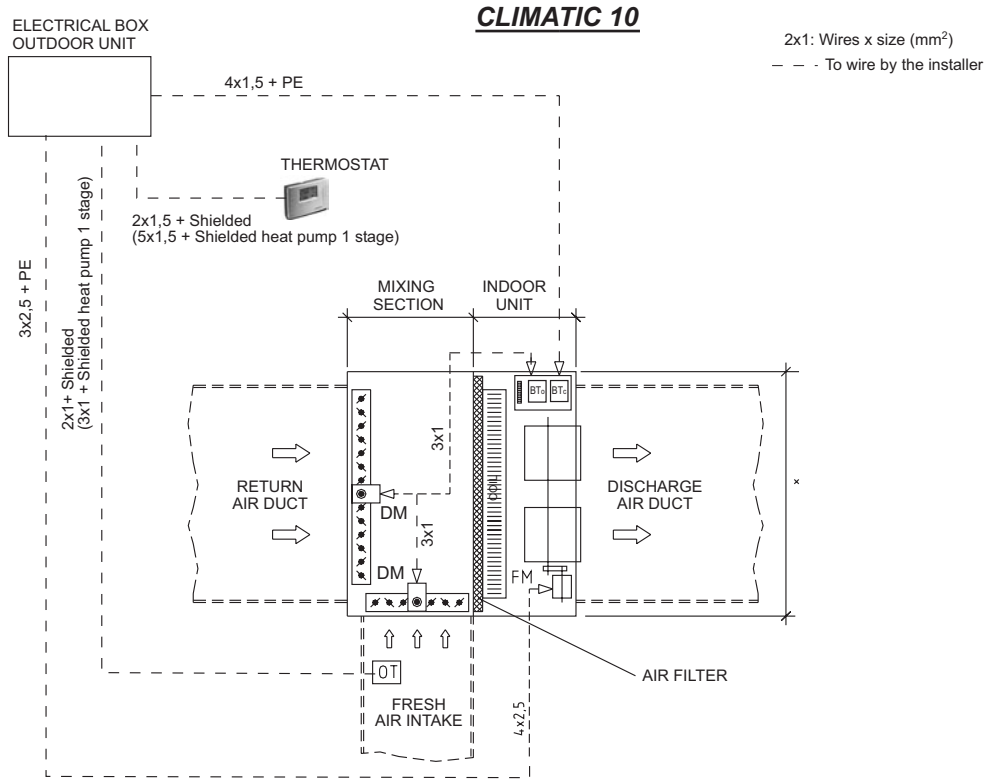 CLIMATIC 10
ELECTRICAL BOX
OUTDOOR UNIT
2x1: Wires x size (mm²)
To wire by the installer
4x1,5 + PE
THERMOSTAT
2x1,5 + Shielded
(5x1,5 + Shielded heat pump 1 stage)
3x2,5 + PE
2x1+ Shielded
(3x1 + Shielded heat pump 1 stage)
MIXING
SECTION
INDOOR
UNIT
BTo
BTc
3x1
COIL
RETURN
AIR DUCT
DM
3x1
DISCHARGE
AIR DUCT
x
DM
FM
OT
AIR FILTER
FRESH
AIR INTAKE
4x2,5